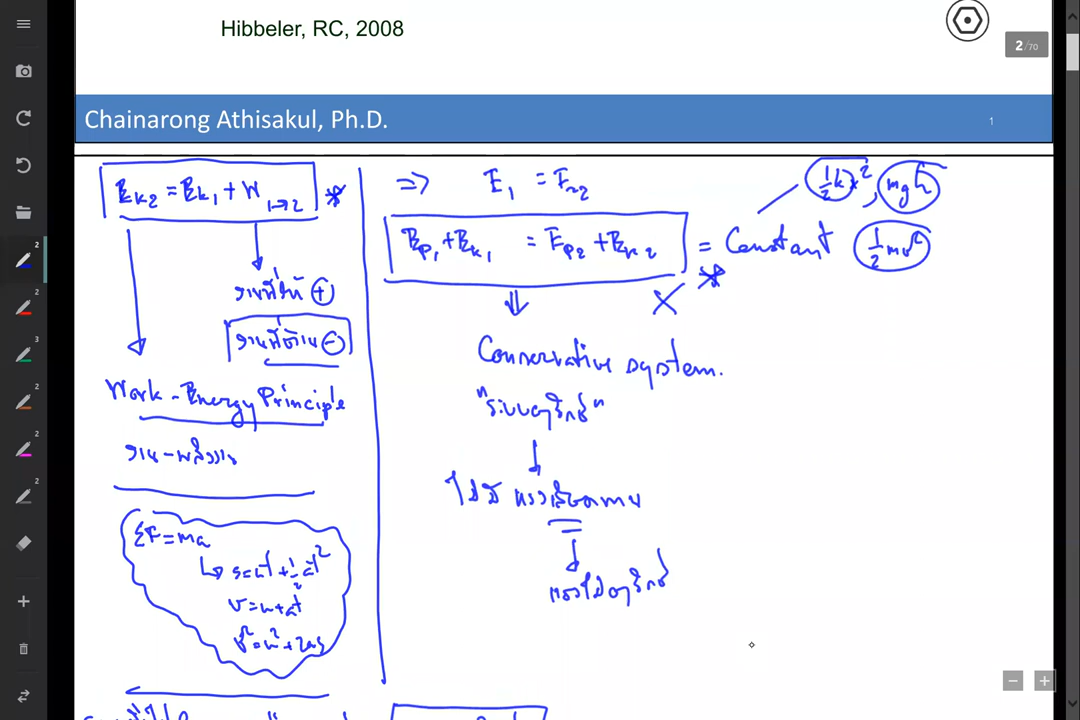 Hibbeler, RC, 2008
2/70
Chainarong Athisakul, Ph.D.
1
Ek2 = Ek1 + W1→2 *
งานที่ให้ +
งานที่ต้าน −
Work - Energy Principle
งาน - พลังงาน
ΣF = ma
s = ut + ½at²
v = u + at
v² = u² + 2as
⇒ E1 = E2
Ep1 + Ek1 = Ep2 + Ek2 = Constant
½kx², mgh
½mv²
Conservative system.
"ระบบอนุรักษ์"
ไม่มี แรงเสียดทาน
แรงไม่อนุรักษ์